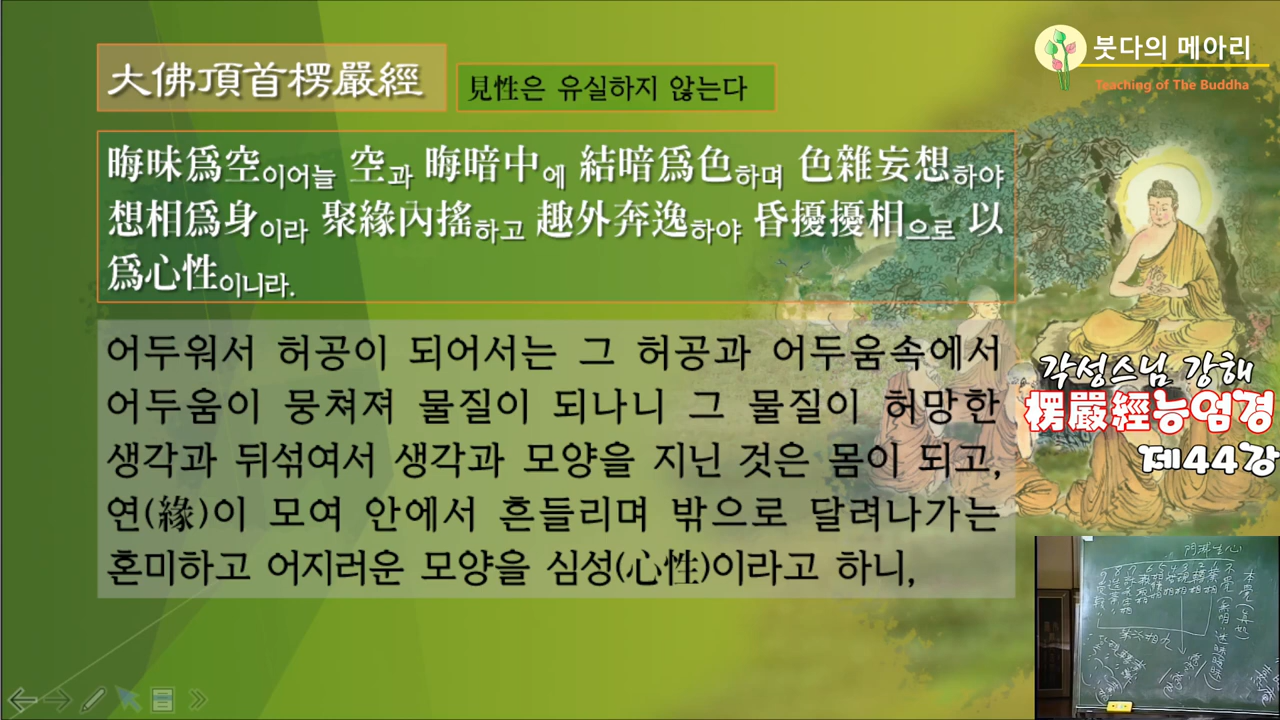 大佛頂首楞嚴經
見性은 유실하지 않는다
붓다의 메아리
Teaching of The Buddha
晦昧爲空이어늘 空과 晦暗中에 結暗爲色하며 色雜妄想하야
想相爲身이라 聚緣內搖하고 趣外奔逸하야 昏擾擾相으로 以
爲心性이니라.
어두워서 허공이 되어서는 그 허공과 어두움속에서
어두움이 뭉쳐져 물질이 되나니 그 물질이 허망한
생각과 뒤섞여서 생각과 모양을 지닌 것은 몸이 되고,
연(緣)이 모여 안에서 흔들리며 밖으로 달려나가는
혼미하고 어지러운 모양을 심성(心性)이라고 하니,
각성스님 강해
楞嚴經능엄경
제44강